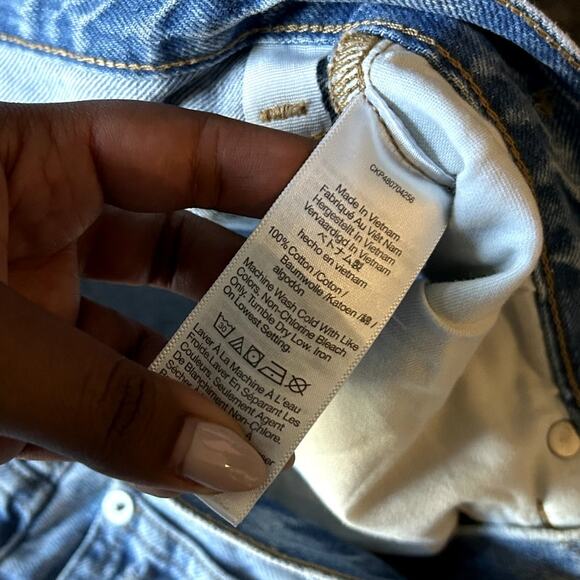 CKP480704256
Made In Vietnam
Fabriqué Au Vietnam
Hergestellt in Vietnam
Vervaardigd In Vietnam
ベトナム製
hecho en vietnam
100% Cotton /Coton/
Baumwolle/Katoen /綿/
algodón
Machine Wash Cold With Like
Colors. Non-Chlorine Bleach
Only. Tumble Dry Low. Iron
On Lowest Setting.
30
Laver À La Machine À L'eau
Froide. Laver En Séparant Les
Couleurs. Seulement Agent
De Blanchiment Non-Chlore.